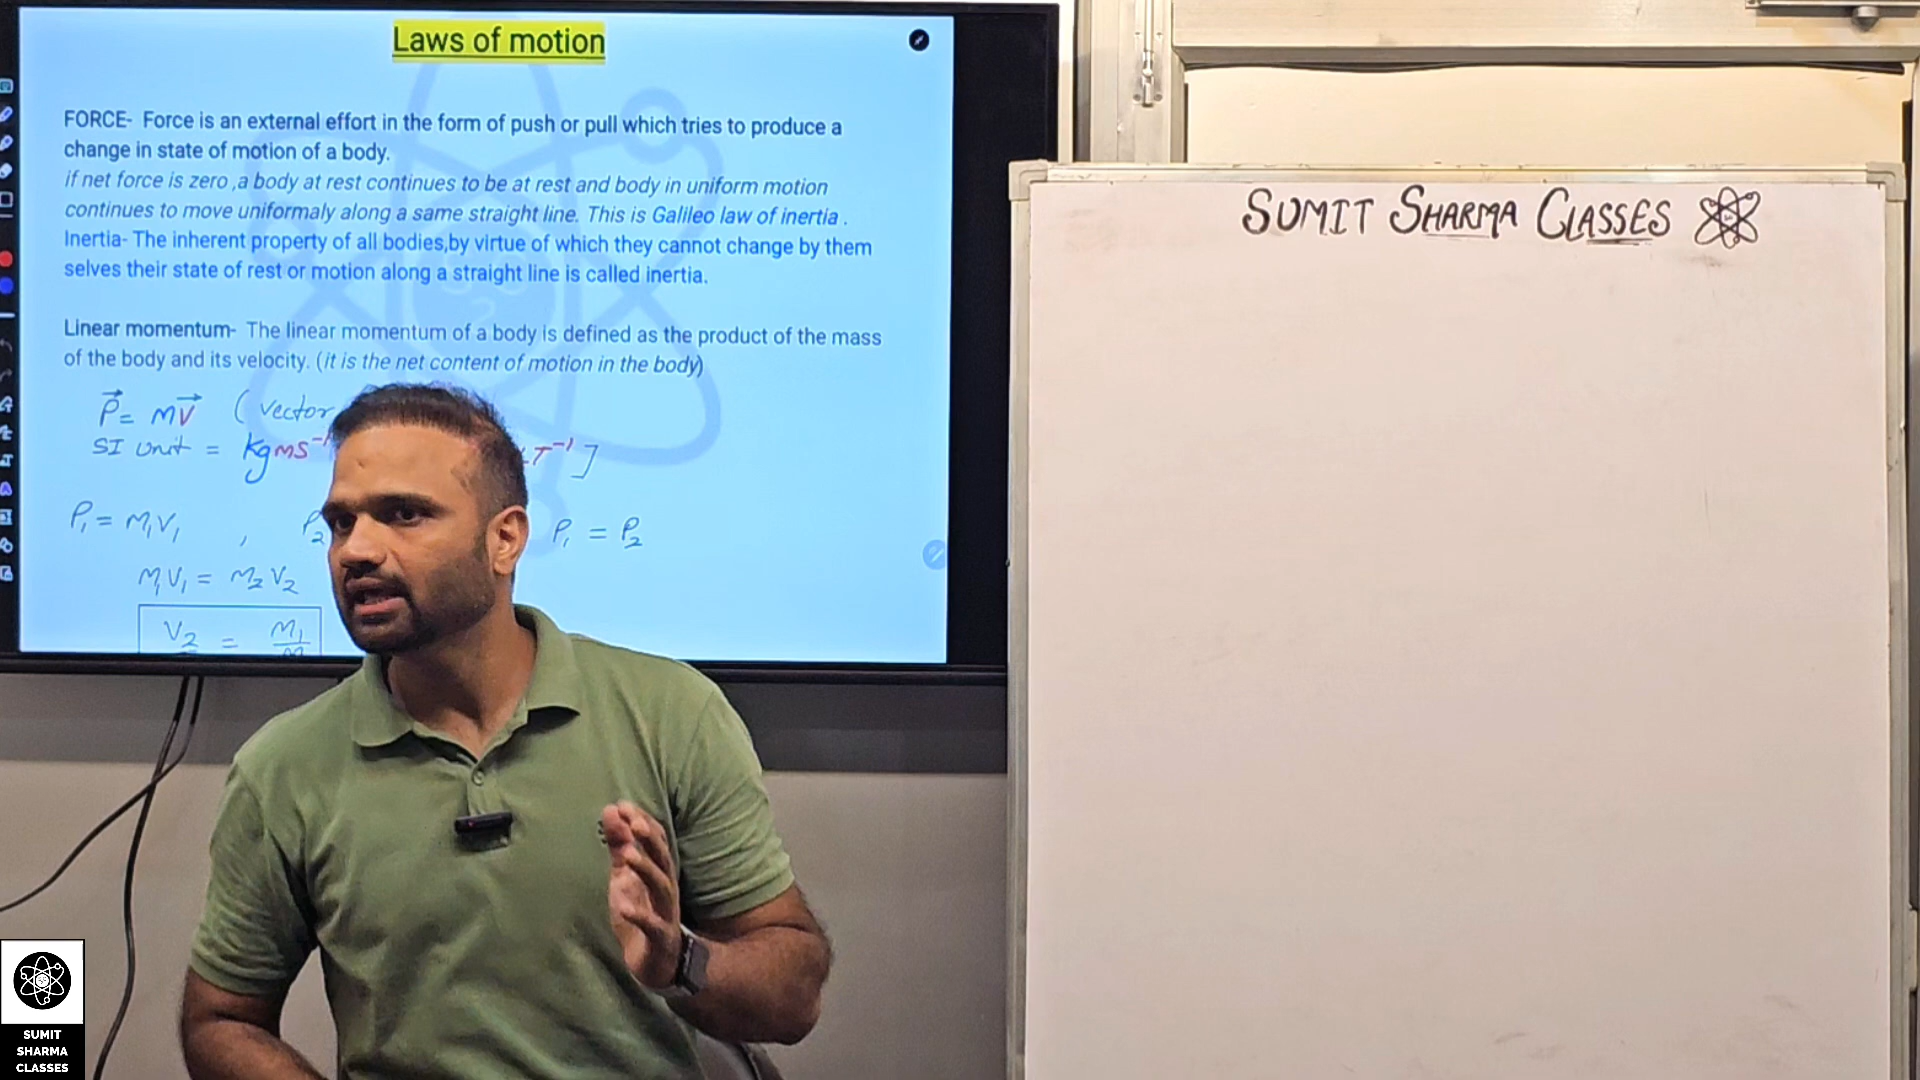 Laws of motion
FORCE- Force is an external effort in the form of push or pull which tries to produce a
change in state of motion of a body.
if net force is zero ,a body at rest continues to be at rest and body in uniform motion
continues to move uniformaly along a same straight line. This is Galileo law of inertia .
Inertia- The inherent property of all bodies,by virtue of which they cannot change by them
selves their state of rest or motion along a straight line is called inertia.
Linear momentum- The linear momentum of a body is defined as the product of the mass
of the body and its velocity. (it is the net content of motion in the body)
P⃗ = mv⃗ ( vector
SI unit = kgms⁻¹ T⁻¹]
P₁ = M₁V₁ , P₂ P₁ = P₂
M₁V₁ = M₂V₂
V₂ = M₁
SUMIT SHARMA CLASSES
SUMIT
SHARMA
CLASSES